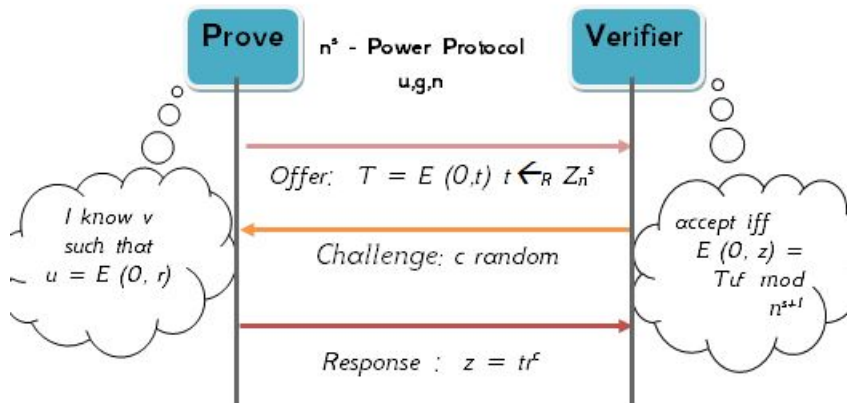 Prove
n^s - Power Protocol
Verifier
u,g,n
Offer: T = E (0,t) t ←R Z_n^s
I know v
such that
u = E (0, r)
Challenge: c random
accept iff
E (0, z) =
Tu^c mod
n^s+1
Response : z = tr^c